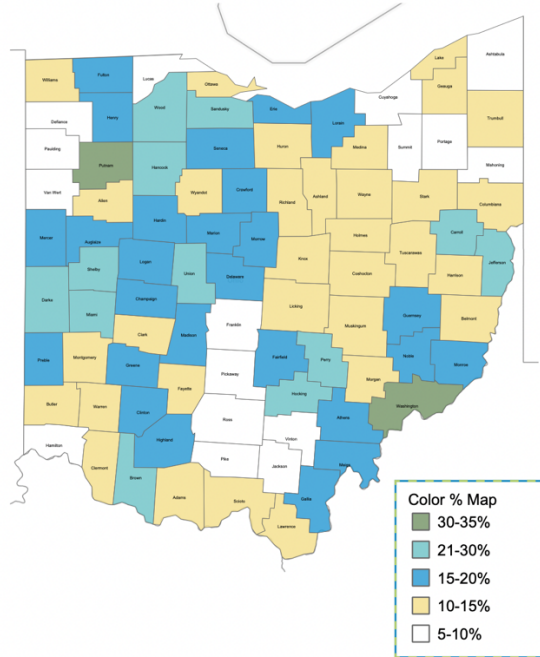 Ashtabula
Lake
Williams
Fulton
Lucas
Ottawa
Geauga
Cuyahoga
Wood
Sandusky
Erie
Lorain
Henry
Defiance
Trumbull
Portage
Summit
Medina
Huron
Seneca
Paulding
Putnam
Hancock
Mahoning
Van Wert
Allen
Wyandot
Crawford
Richland
Ashland
Wayne
Stark
Columbiana
Hardin
Marion
Morrow
Carroll
Mercer
Auglaize
Holmes
Tuscarawas
Jefferson
Logan
Shelby
Union
Delaware
Knox
Coshocton
Harrison
Darke
Miami
Champaign
Licking
Muskingum
Guernsey
Belmont
Clark
Madison
Franklin
Preble
Montgomery
Greene
Fairfield
Perry
Noble
Monroe
Fayette
Pickaway
Morgan
Hocking
Washington
Butler
Warren
Clinton
Ross
Athens
Hamilton
Highland
Vinton
Pike
Jackson
Meigs
Clermont
Brown
Adams
Scioto
Gallia
Lawrence
Color % Map
30-35%
21-30%
15-20%
10-15%
5-10%